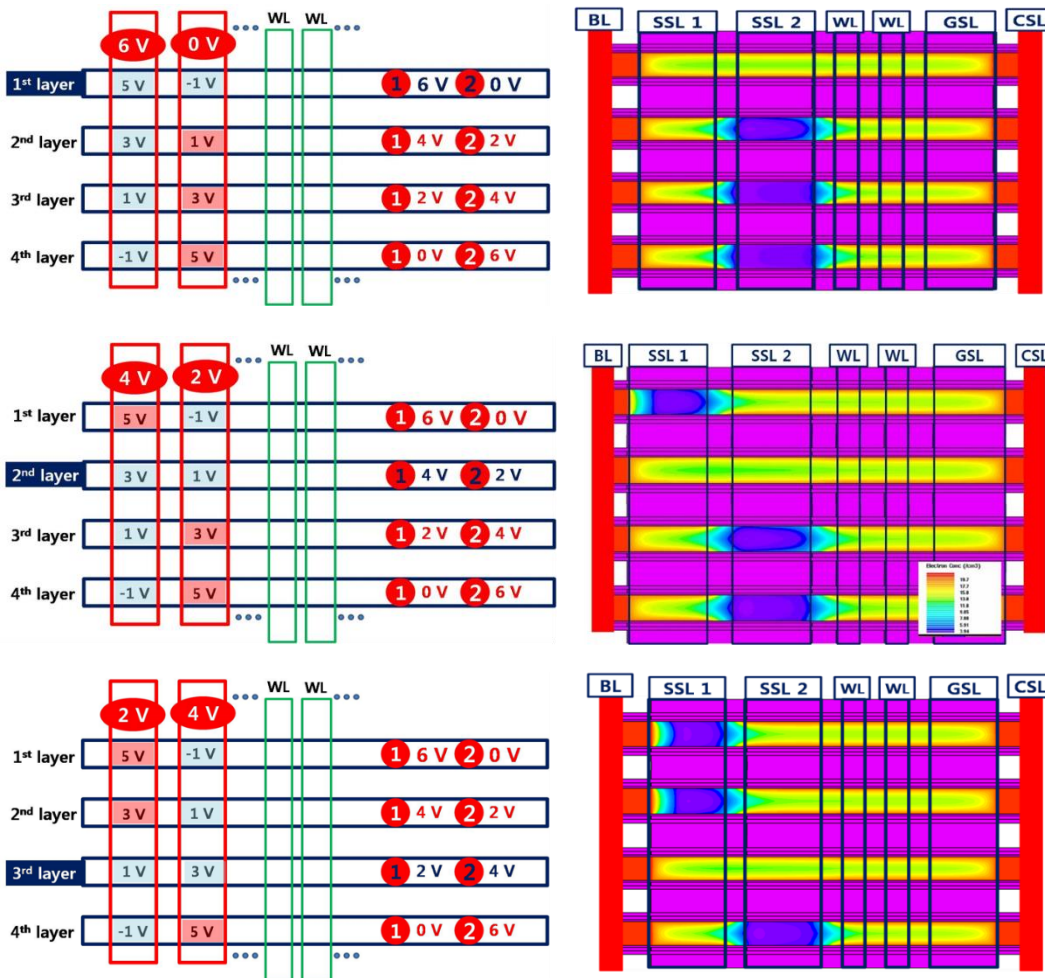 WL
6 V 0 V
1st layer 5 V -1 V 1 6 V 2 0 V
2nd layer 3 V 1 V 1 4 V 2 2 V
3rd layer 1 V 3 V 1 2 V 2 4 V
4th layer -1 V 5 V 1 0 V 2 6 V
BL SSL 1 SSL 2 WL WL GSL CSL
WL WL
4 V 2 V
1st layer 5 V -1 V 1 6 V 2 0 V
2nd layer 3 V 1 V 1 4 V 2 2 V
3rd layer 1 V 3 V 1 2 V 2 4 V
4th layer -1 V 5 V 1 0 V 2 6 V
BL SSL 1 SSL 2 WL WL GSL CSL
WL WL
2 V 4 V
1st layer 5 V -1 V 1 6 V 2 0 V
2nd layer 3 V 1 V 1 4 V 2 2 V
3rd layer 1 V 3 V 1 2 V 2 4 V
4th layer -1 V 5 V 1 0 V 2 6 V
BL SSL 1 SSL 2 WL WL GSL CSL